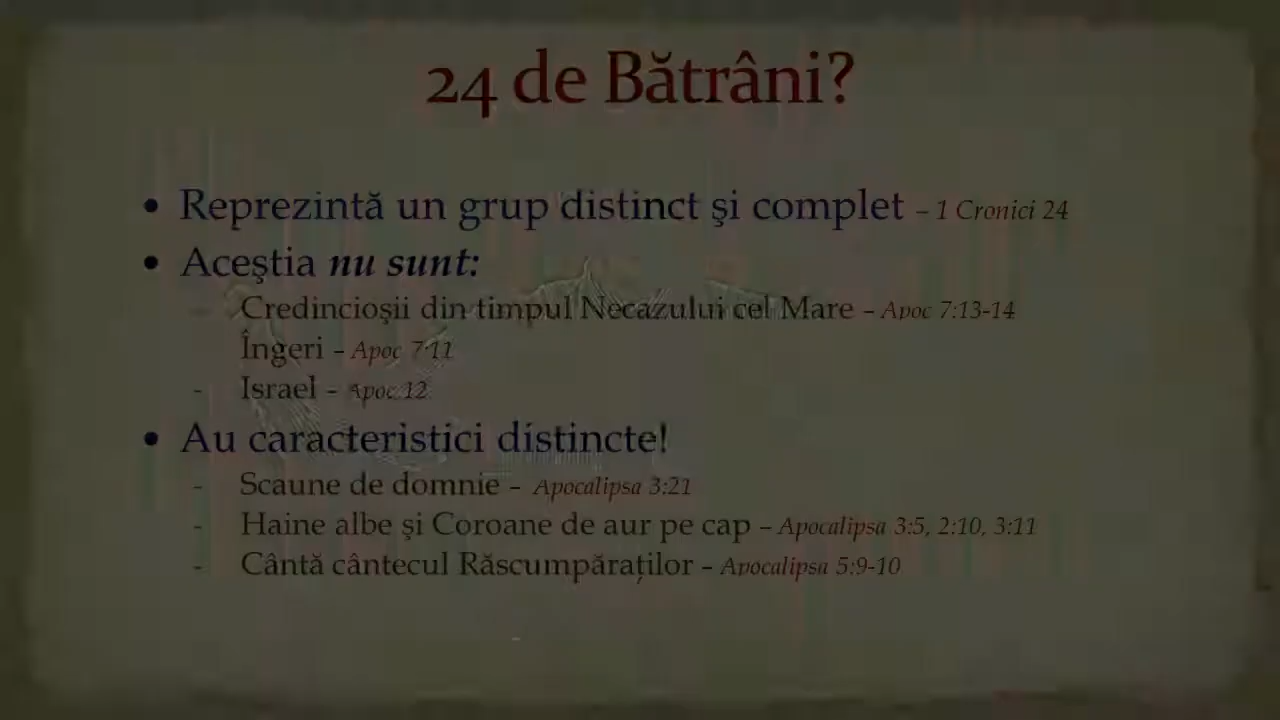 24 de Bătrâni?
• Reprezintă un grup distinct şi complet – 1 Cronici 24
• Aceştia nu sunt:
- Credincioşii din timpul Necazului cel Mare – Apoc 7:13-14
Îngeri – Apoc 7:11
- Israel – Apoc 12
• Au caracteristici distincte!
- Scaune de domnie – Apocalipsa 3:21
- Haine albe şi Coroane de aur pe cap – Apocalipsa 3:5, 2:10, 3:11
- Cântă cântecul Răscumpăraţilor – Apocalipsa 5:9-10